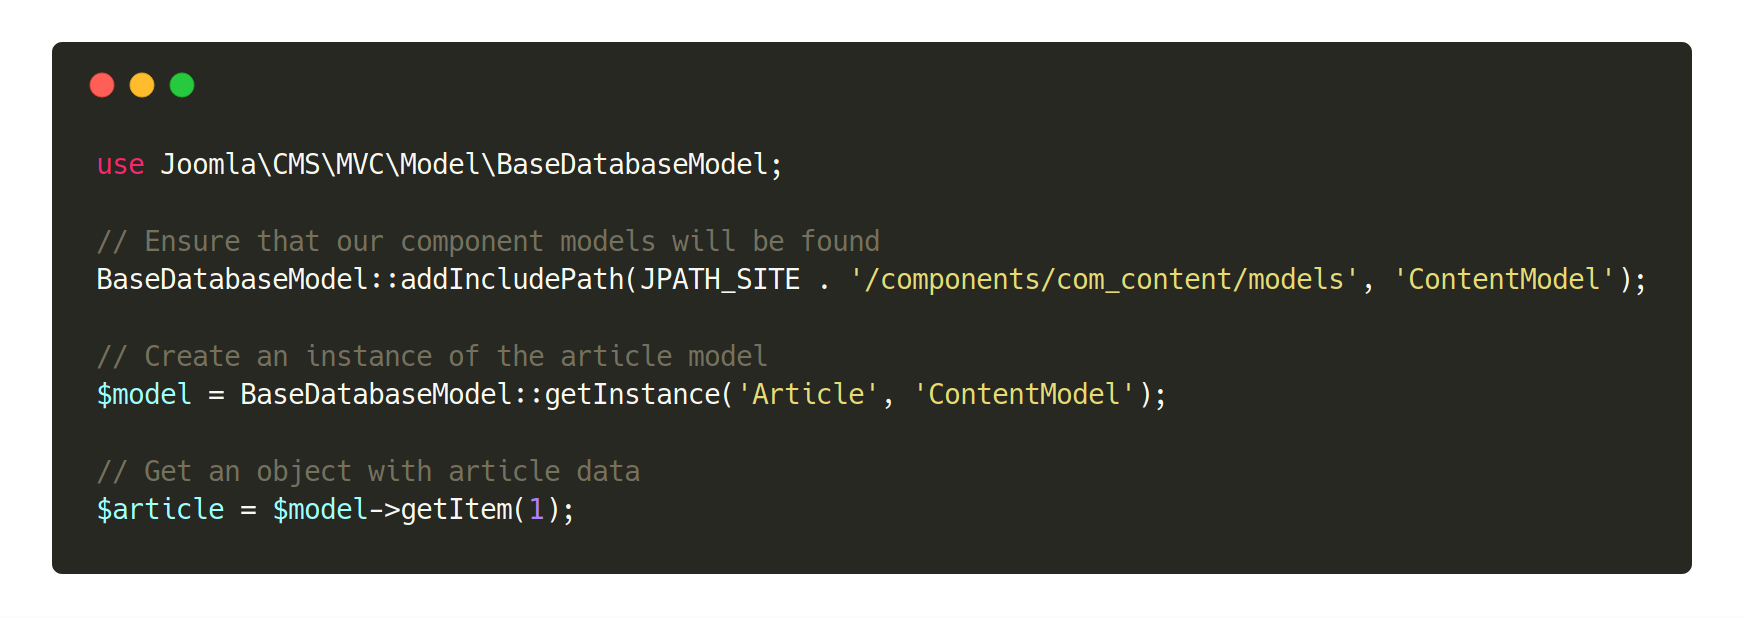 use Joomla\CMS\MVC\Model\BaseDatabaseModel;
// Ensure that our component models will be found
BaseDatabaseModel::addIncludePath(JPATH_SITE . '/components/com_content/models', 'ContentModel');
// Create an instance of the article model
$model = BaseDatabaseModel::getInstance('Article', 'ContentModel');
// Get an object with article data
$article = $model->getItem(1);